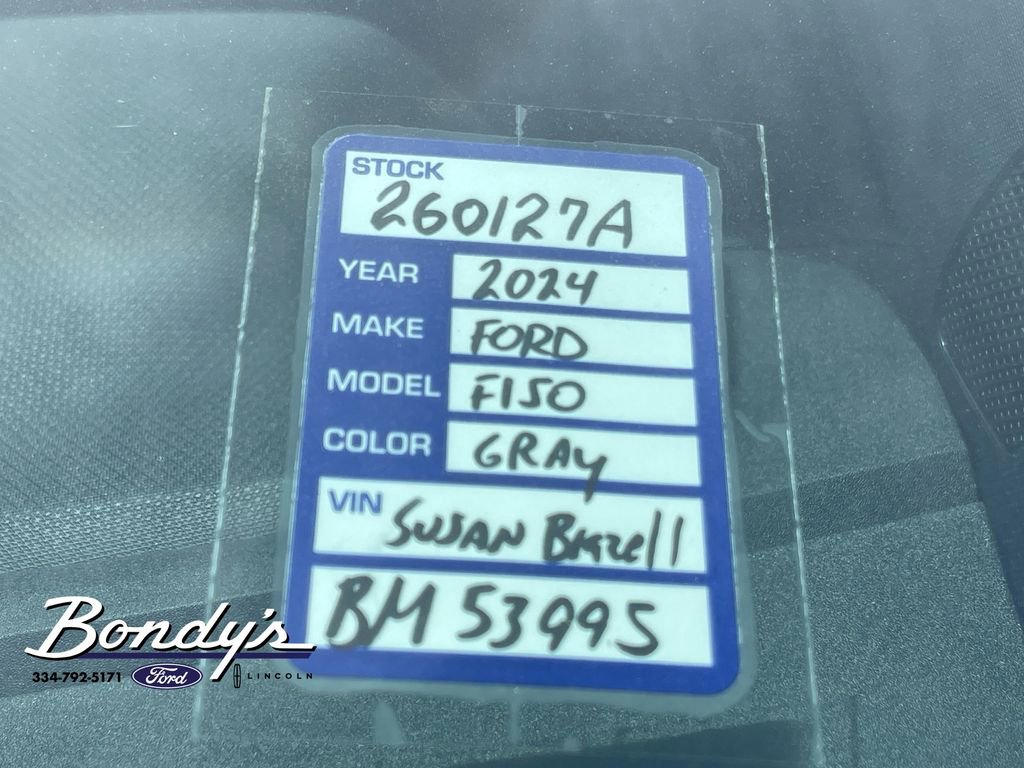 STOCK
260127A
YEAR 2024
MAKE FORD
MODEL F150
COLOR GRAY
VIN SUSAN Brazell
BM 53995
Bondy's
334-792-5171 Ford LINCOLN